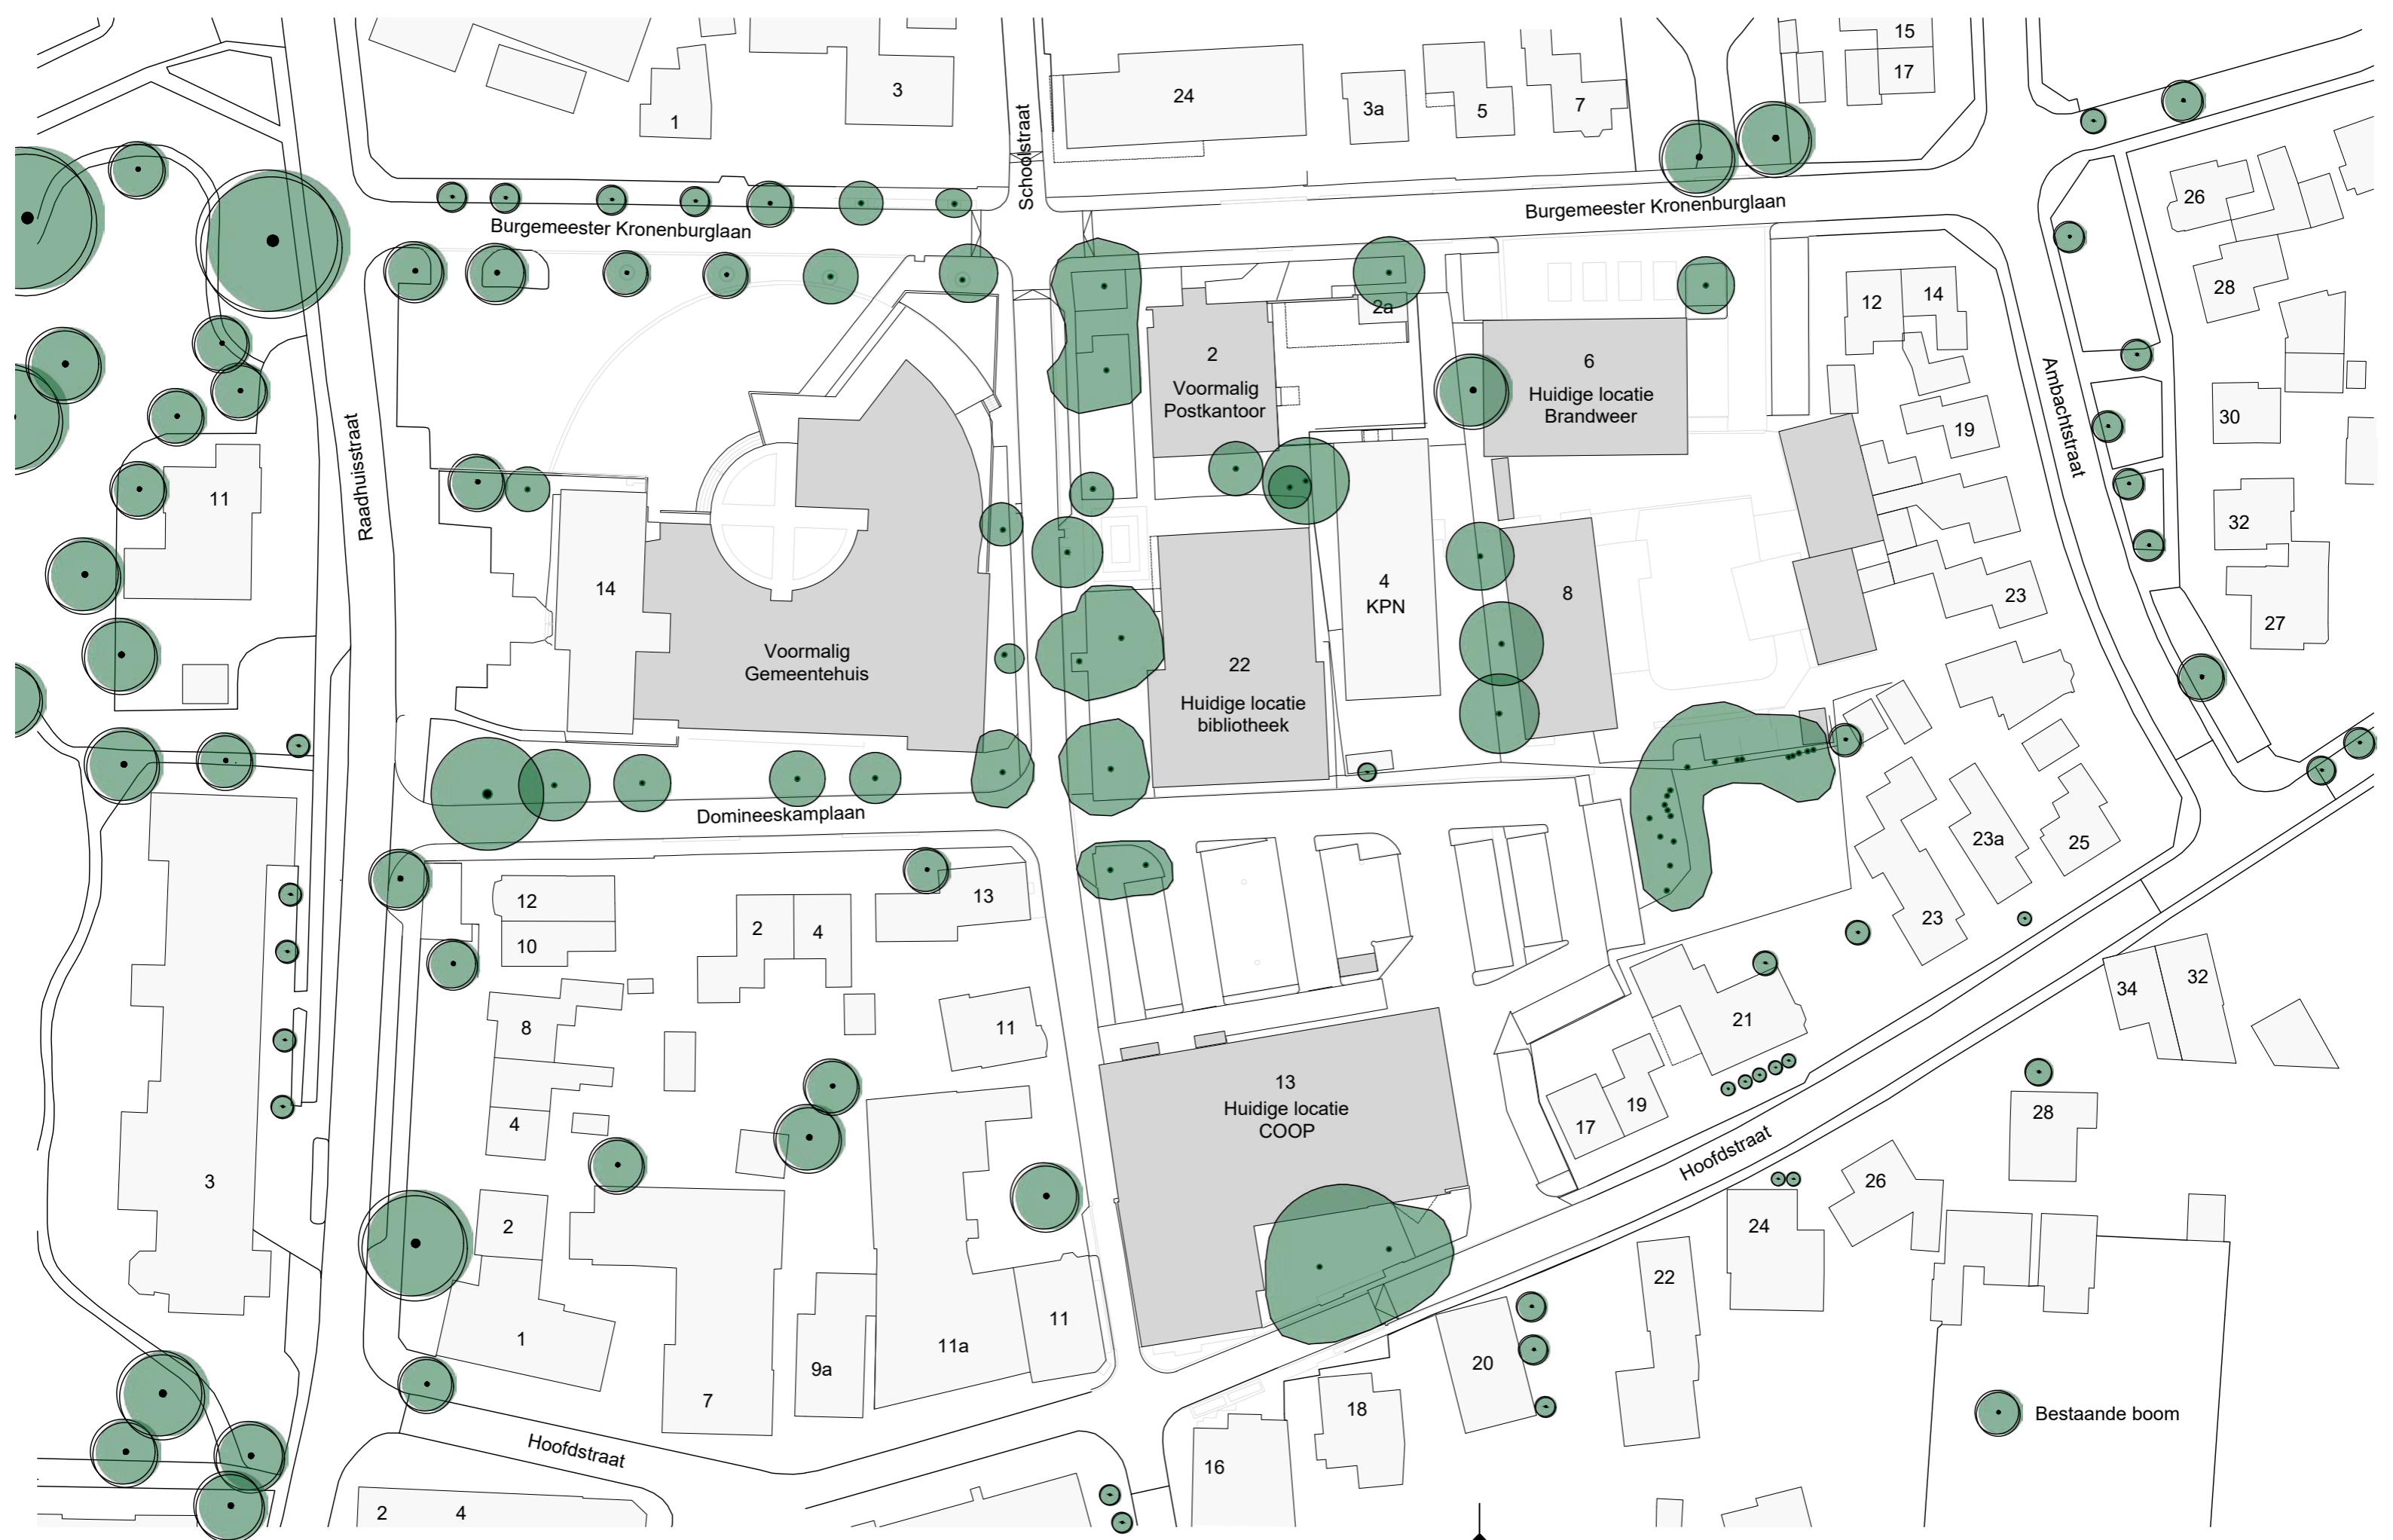 15
17
3
24
3a
5
7
1
Schoolstraat
Burgemeester Kronenburglaan
Burgemeester Kronenburglaan
26
28
12
14
2a
2
Voormalig
Postkantoor
6
Huidige locatie
Brandweer
Ambachtstraat
30
19
Raadhuisstraat
11
32
14
4
KPN
8
23
27
Voormalig
Gemeentehuis
22
Huidige locatie
bibliotheek
Domineeskamplaan
12
10
2
4
13
23a
25
23
8
11
21
34
32
4
13
Huidige locatie
COOP
17
19
28
3
Hoofdstraat
26
2
24
22
1
7
9a
11a
11
20
18
Bestaande boom
Hoofdstraat
16
2
4